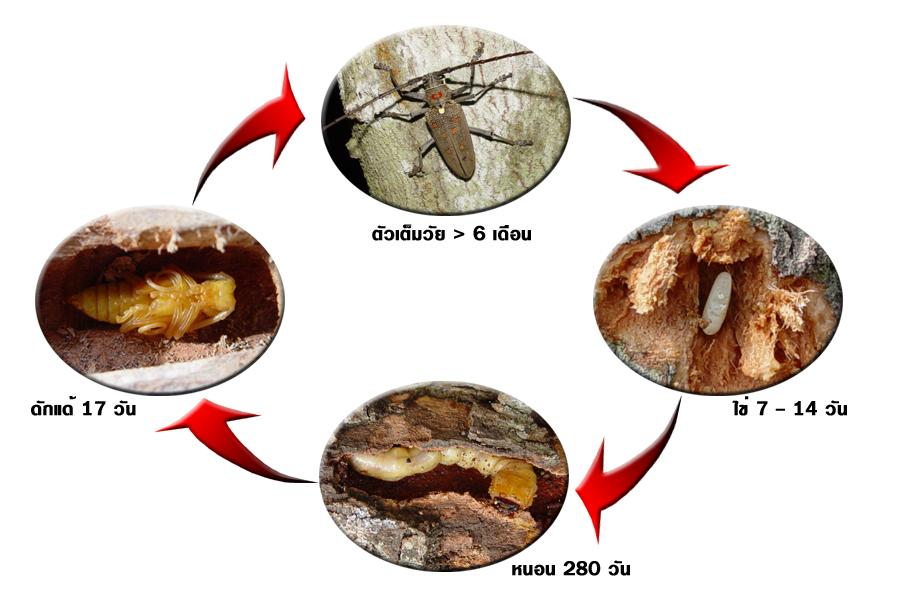 ตัวเต็มวัย > 6 เดือน
ไข่ 7 – 14 วัน
หนอน 280 วัน
ดักแด้ 17 วัน